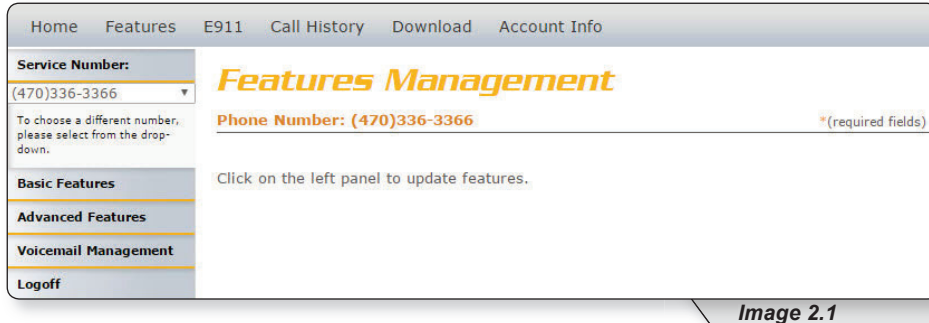 Home Features E911 Call History Download Account Info
Service Number:
(470)336-3366
To choose a different number,
please select from the drop-
down.
Basic Features
Advanced Features
Voicemail Management
Logoff
Features Management
Phone Number: (470)336-3366 *(required fields)
Click on the left panel to update features.
Image 2.1